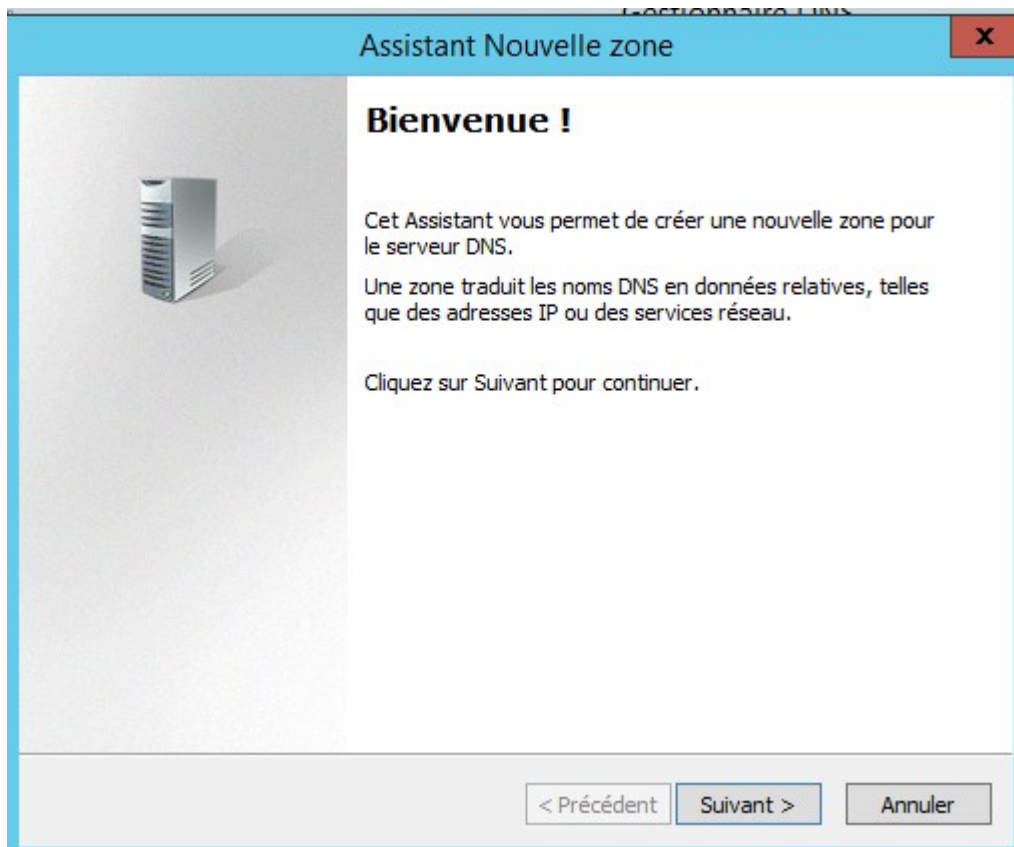 Gestionnaire DNS
Assistant Nouvelle zone
x
Bienvenue !
Cet Assistant vous permet de créer une nouvelle zone pour
le serveur DNS.
Une zone traduit les noms DNS en données relatives, telles
que des adresses IP ou des services réseau.
Cliquez sur Suivant pour continuer.
< Précédent Suivant > Annuler